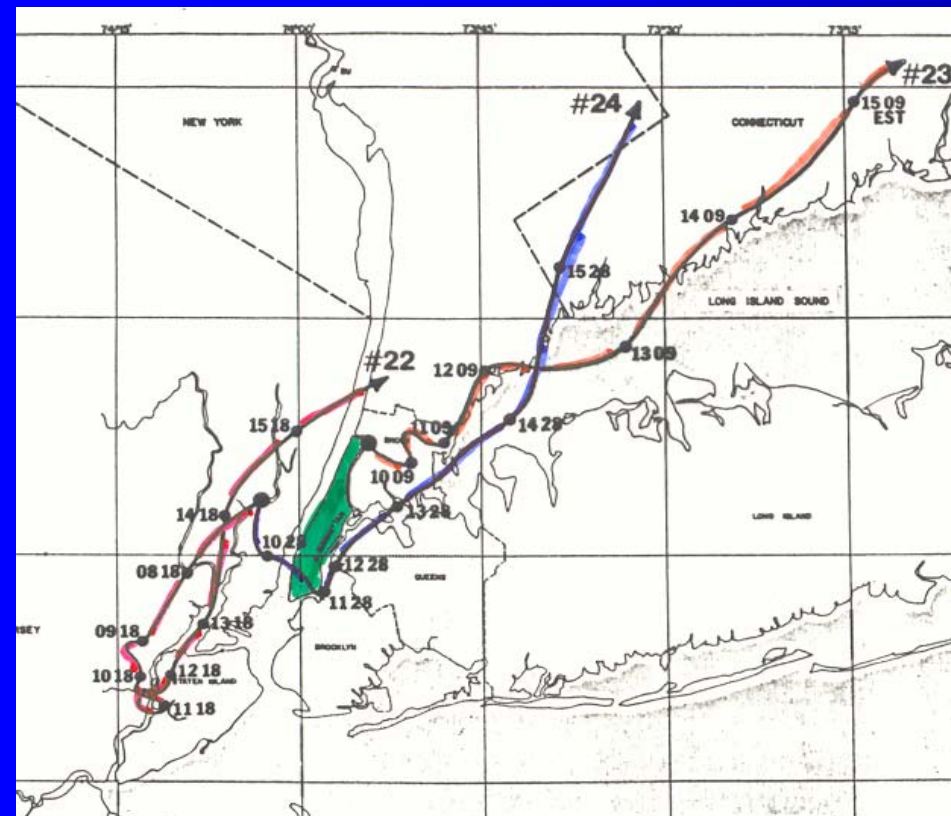 74°15' 74°00' 73°45' 73°30' 73°15'
#23
#24
15 09
EST
NEW YORK
CONNECTICUT
14 09
15 28
LONG ISLAND SOUND
13 09
#22
12 09
15 18
14 28
11 09
10 09
13 28
14 18
LONG ISLAND
MANHATTAN
10 28
12 28
08 18
QUEENS
11 28
13 18
09 18
RSEY
BROOKLYN
10 18
12 18
STATEN ISLAND
11 18